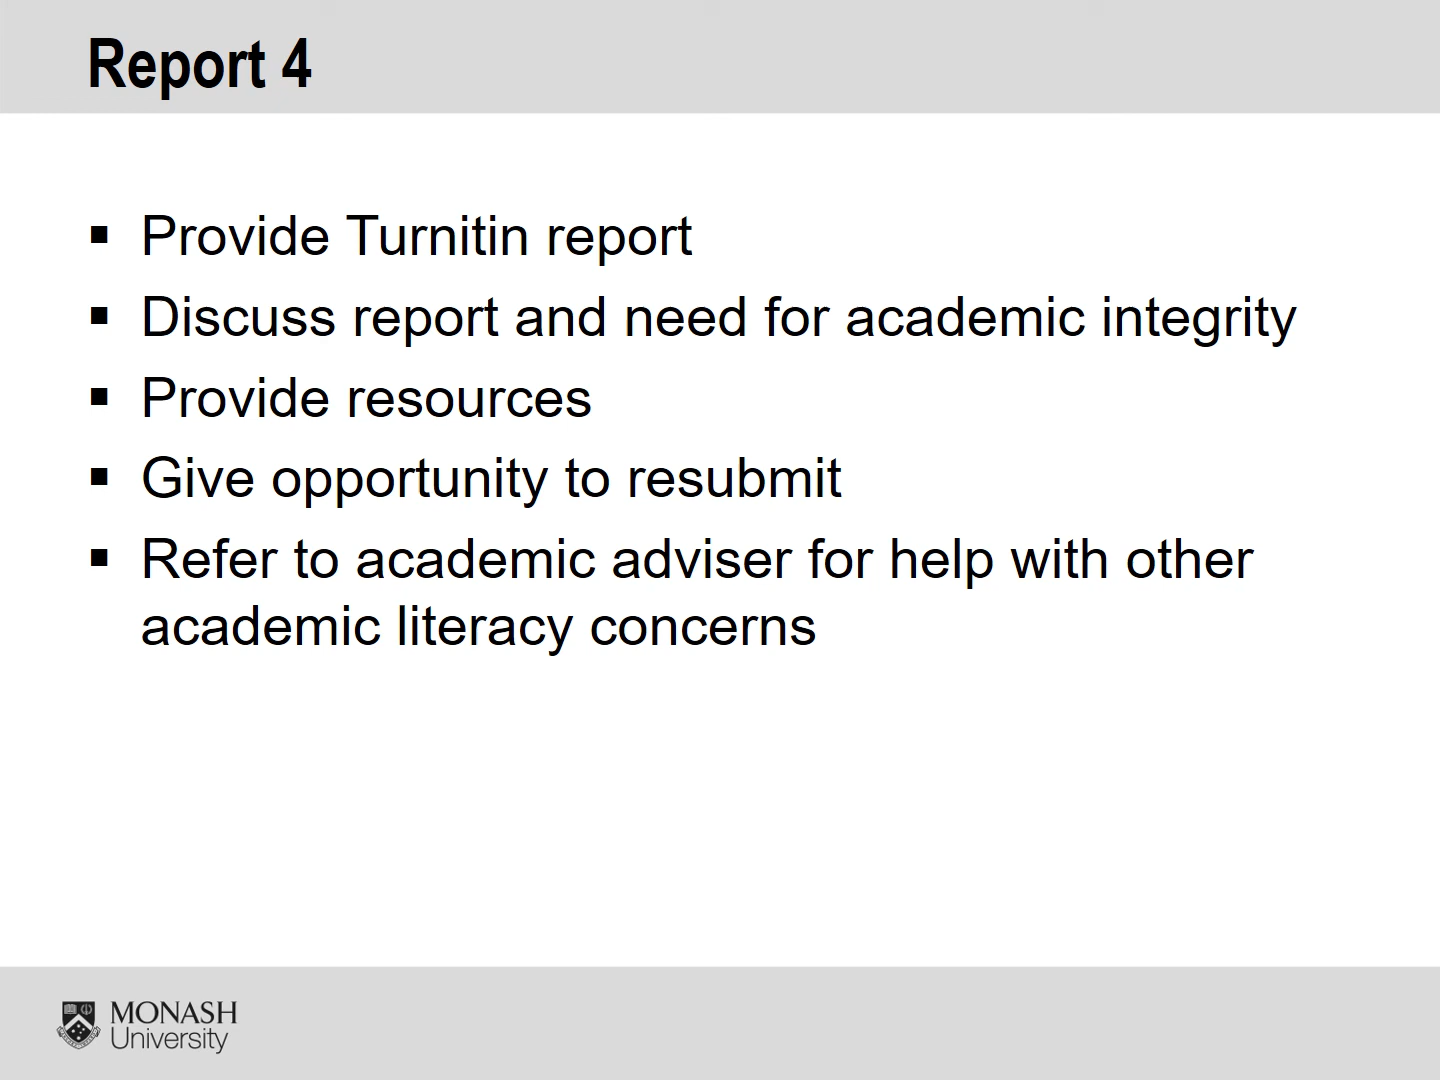 Report 4
▪ Provide Turnitin report
▪ Discuss report and need for academic integrity
▪ Provide resources
▪ Give opportunity to resubmit
▪ Refer to academic adviser for help with other
academic literacy concerns
MONASH
University